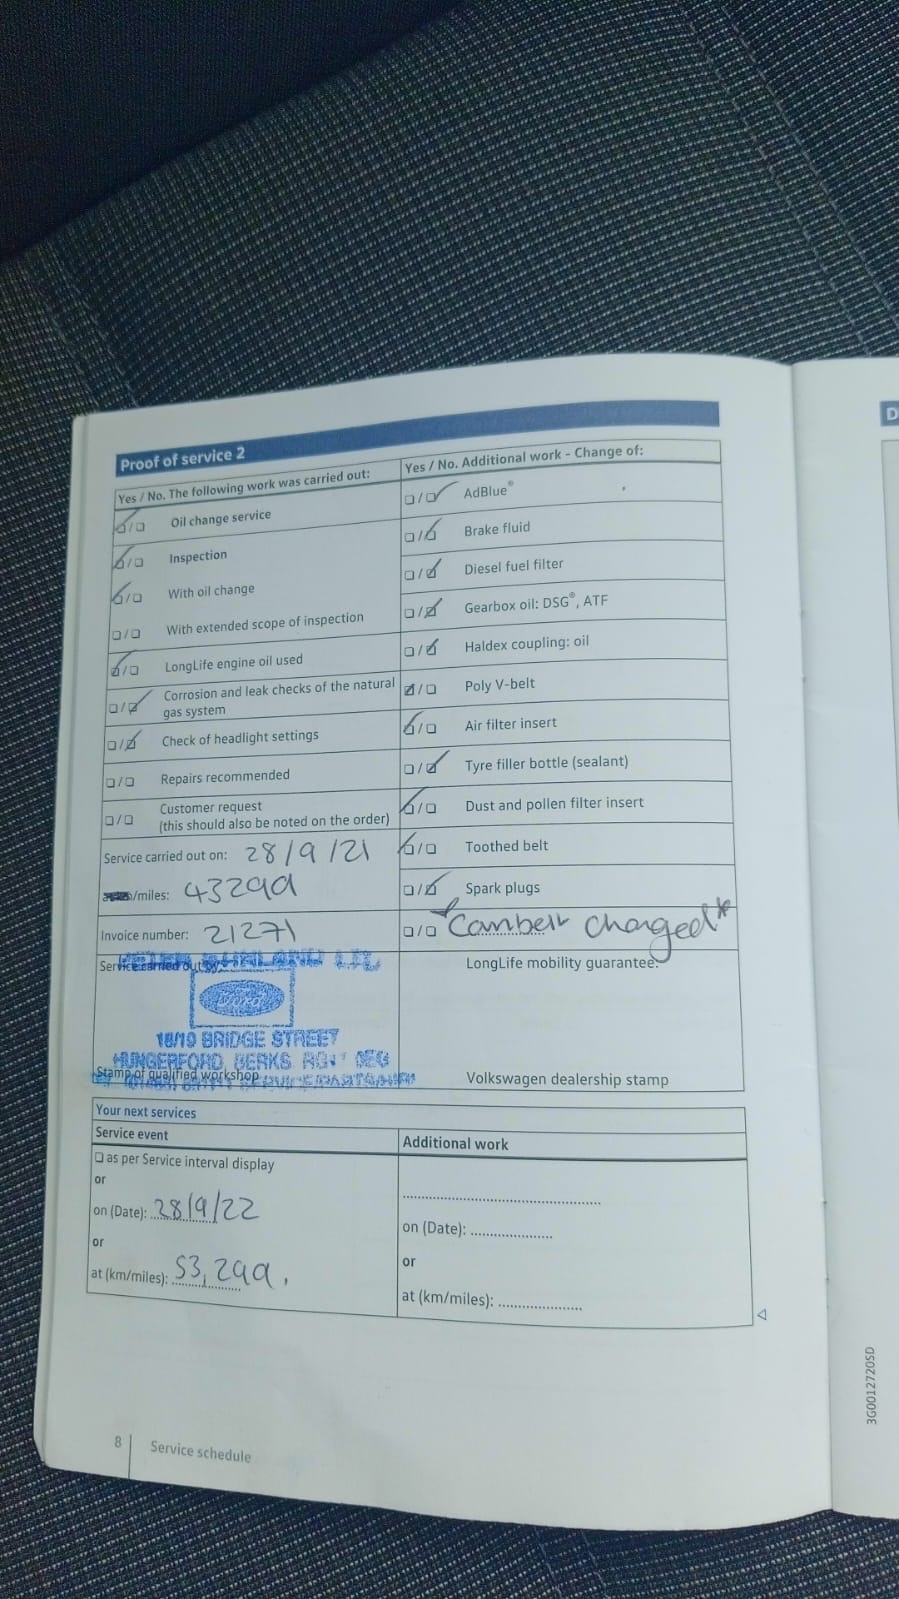 Proof of service 2
Yes / No. The following work was carried out:
Oil change service
Inspection
With oil change
With extended scope of inspection
LongLife engine oil used
Corrosion and leak checks of the natural
gas system
Check of headlight settings
Repairs recommended
Customer request
(this should also be noted on the order)
Service carried out on: 28/9/21
/miles: 43299
Invoice number: 21271
Service carried out by:
LTD
Ford
18/19 BRIDGE STREET
HUNGERFORD, BERKS. 0EG
Stamp of qualified workshop
Yes / No. Additional work - Change of:
AdBlue®
Brake fluid
Diesel fuel filter
Gearbox oil: DSG®, ATF
Haldex coupling: oil
Poly V-belt
Air filter insert
Tyre filler bottle (sealant)
Dust and pollen filter insert
Toothed belt
Spark plugs
Cambelt Changed*
LongLife mobility guarantee:
Volkswagen dealership stamp
Your next services
Service event
as per Service interval display
or
on (Date): 28/9/22
or
at (km/miles): 53,299.
Additional work
on (Date):
or
at (km/miles):
8
Service schedule
3G0012720SD
D